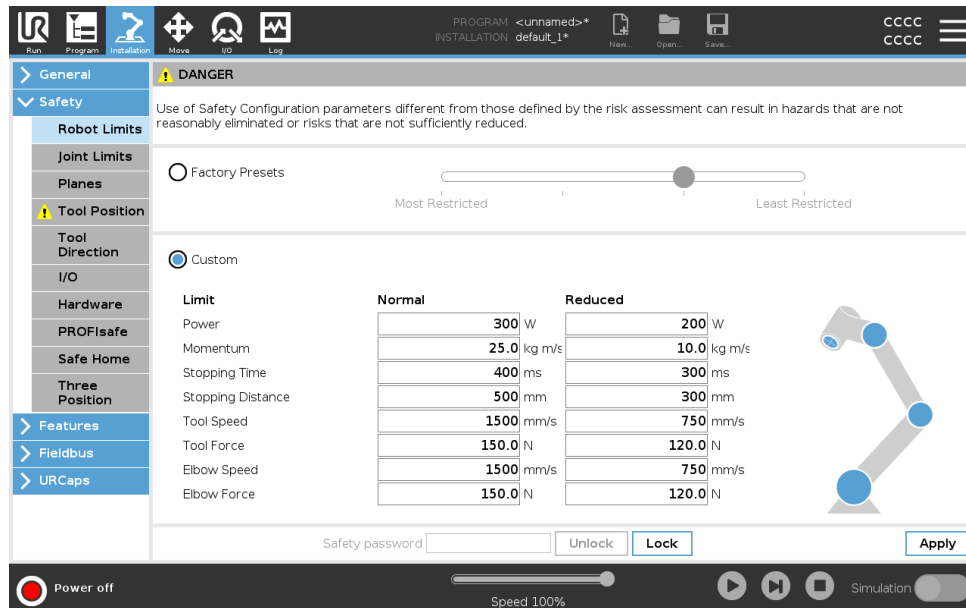 PROGRAM <unnamed>*
INSTALLATION default_1*
UR
Run
Program
Installation
Move
I/O
Log
New...
Open...
Save...
CCCC
CCCC
General
Safety
Robot Limits
Joint Limits
Planes
Tool Position
Tool
Direction
I/O
Hardware
PROFIsafe
Safe Home
Three
Position
Features
Fieldbus
URCaps
DANGER
Use of Safety Configuration parameters different from those defined by the risk assessment can result in hazards that are not
reasonably eliminated or risks that are not sufficiently reduced.
Factory Presets
Most Restricted
Least Restricted
Custom
Limit Normal Reduced
Power 300 W 200 W
Momentum 25.0 kg m/s 10.0 kg m/s
Stopping Time 400 ms 300 ms
Stopping Distance 500 mm 300 mm
Tool Speed 1500 mm/s 750 mm/s
Tool Force 150.0 N 120.0 N
Elbow Speed 1500 mm/s 750 mm/s
Elbow Force 150.0 N 120.0 N
Safety password Unlock Lock Apply
Power off
Speed 100%
Simulation